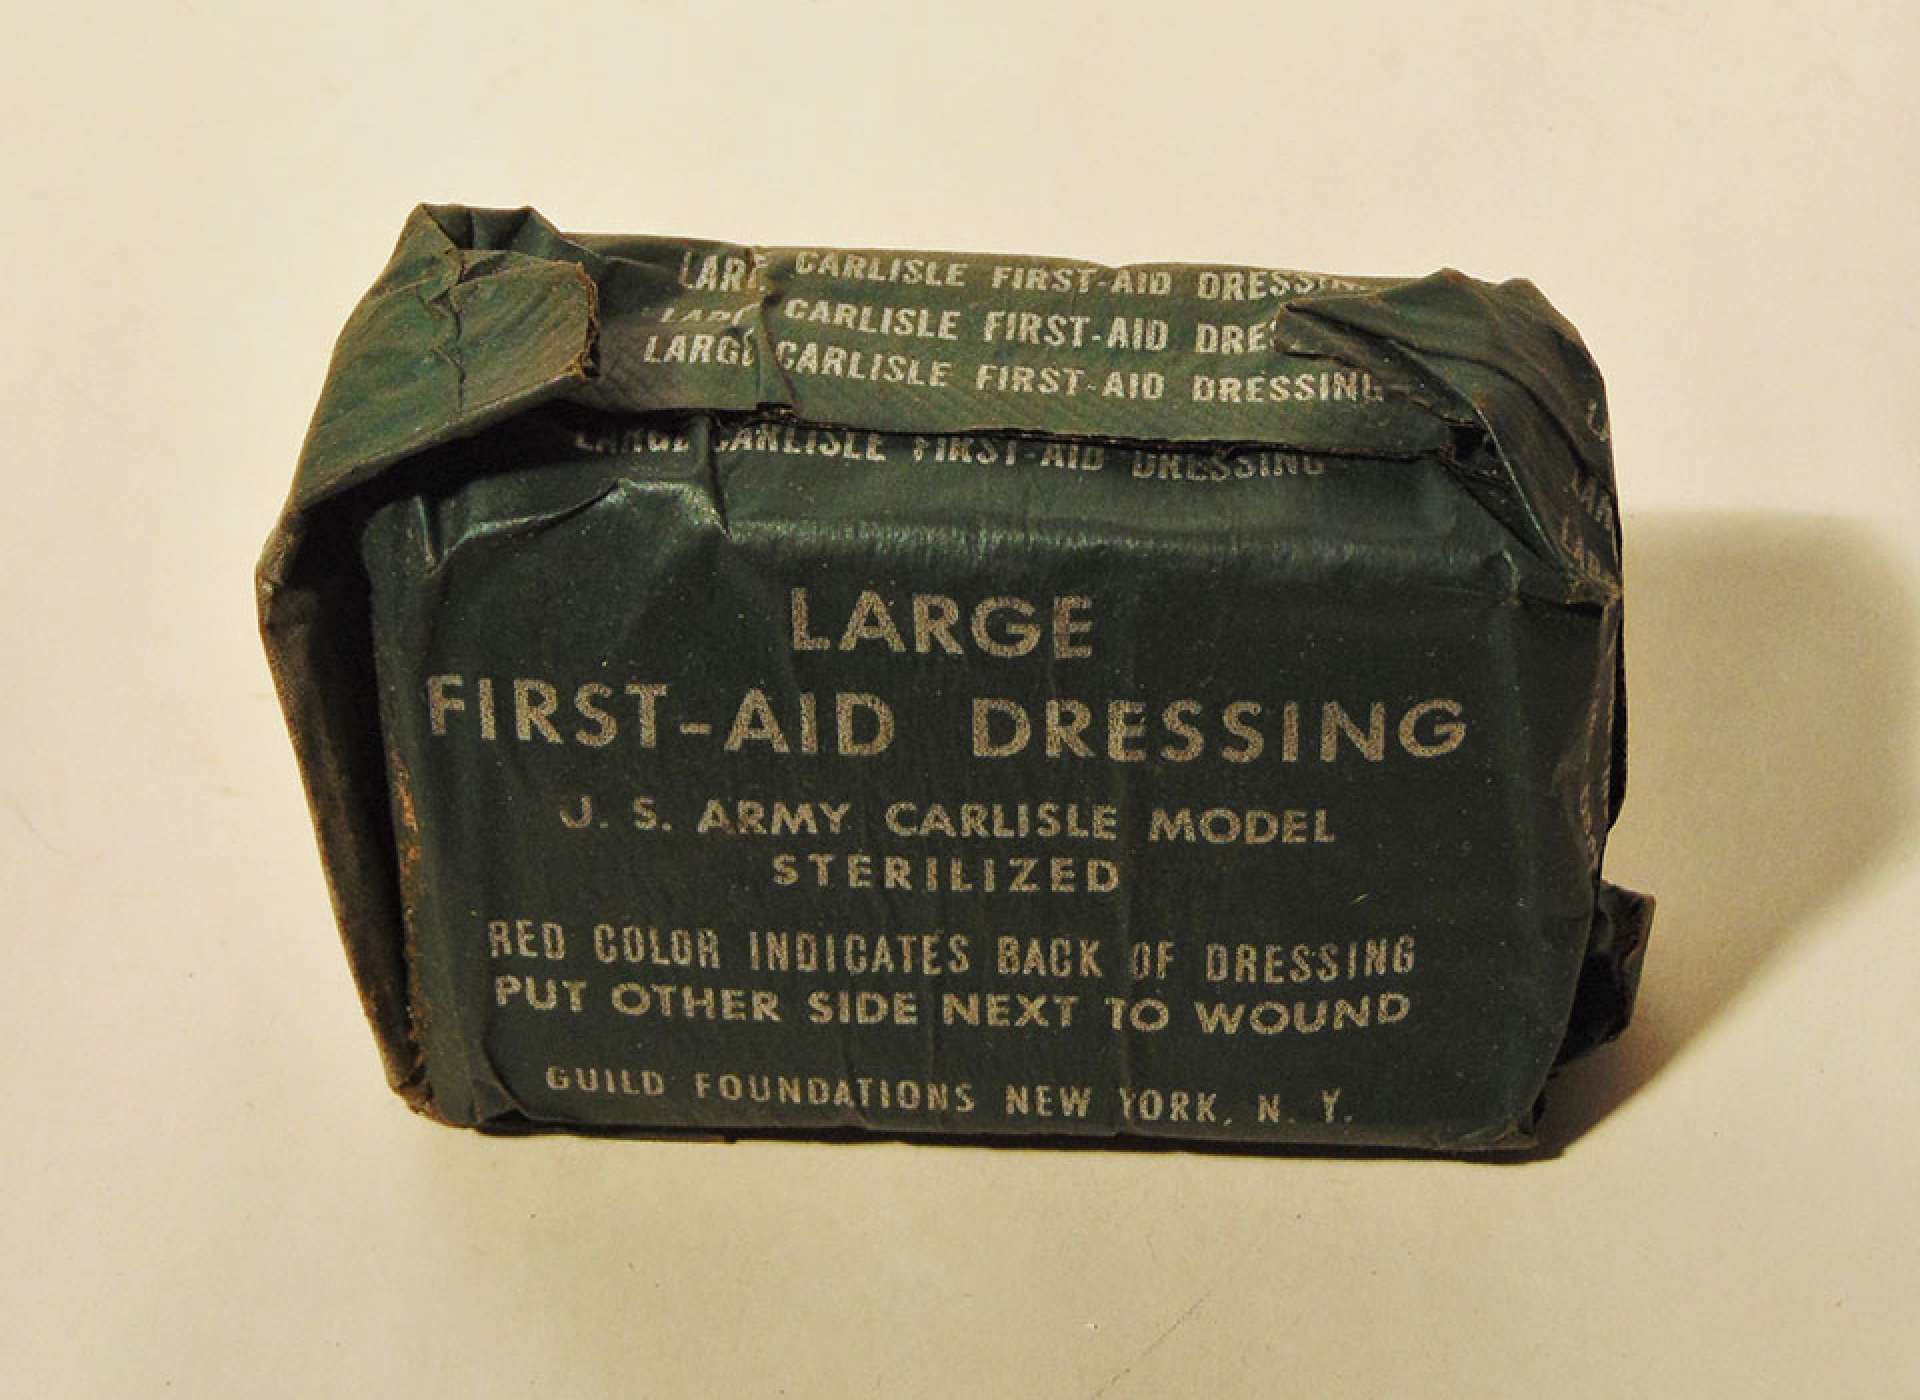 CARLISLE FIRST-AID
CARLISLE FIRST-AID
LARGE CARLISLE FIRST-AID DRESSING
LARGE CARLISLE FIRST-AID DRESSING
LARGE
FIRST-AID DRESSING
U. S. ARMY CARLISLE MODEL
STERILIZED
RED COLOR INDICATES BACK OF DRESSING
PUT OTHER SIDE NEXT TO WOUND
GUILD FOUNDATIONS NEW YORK, N. Y.